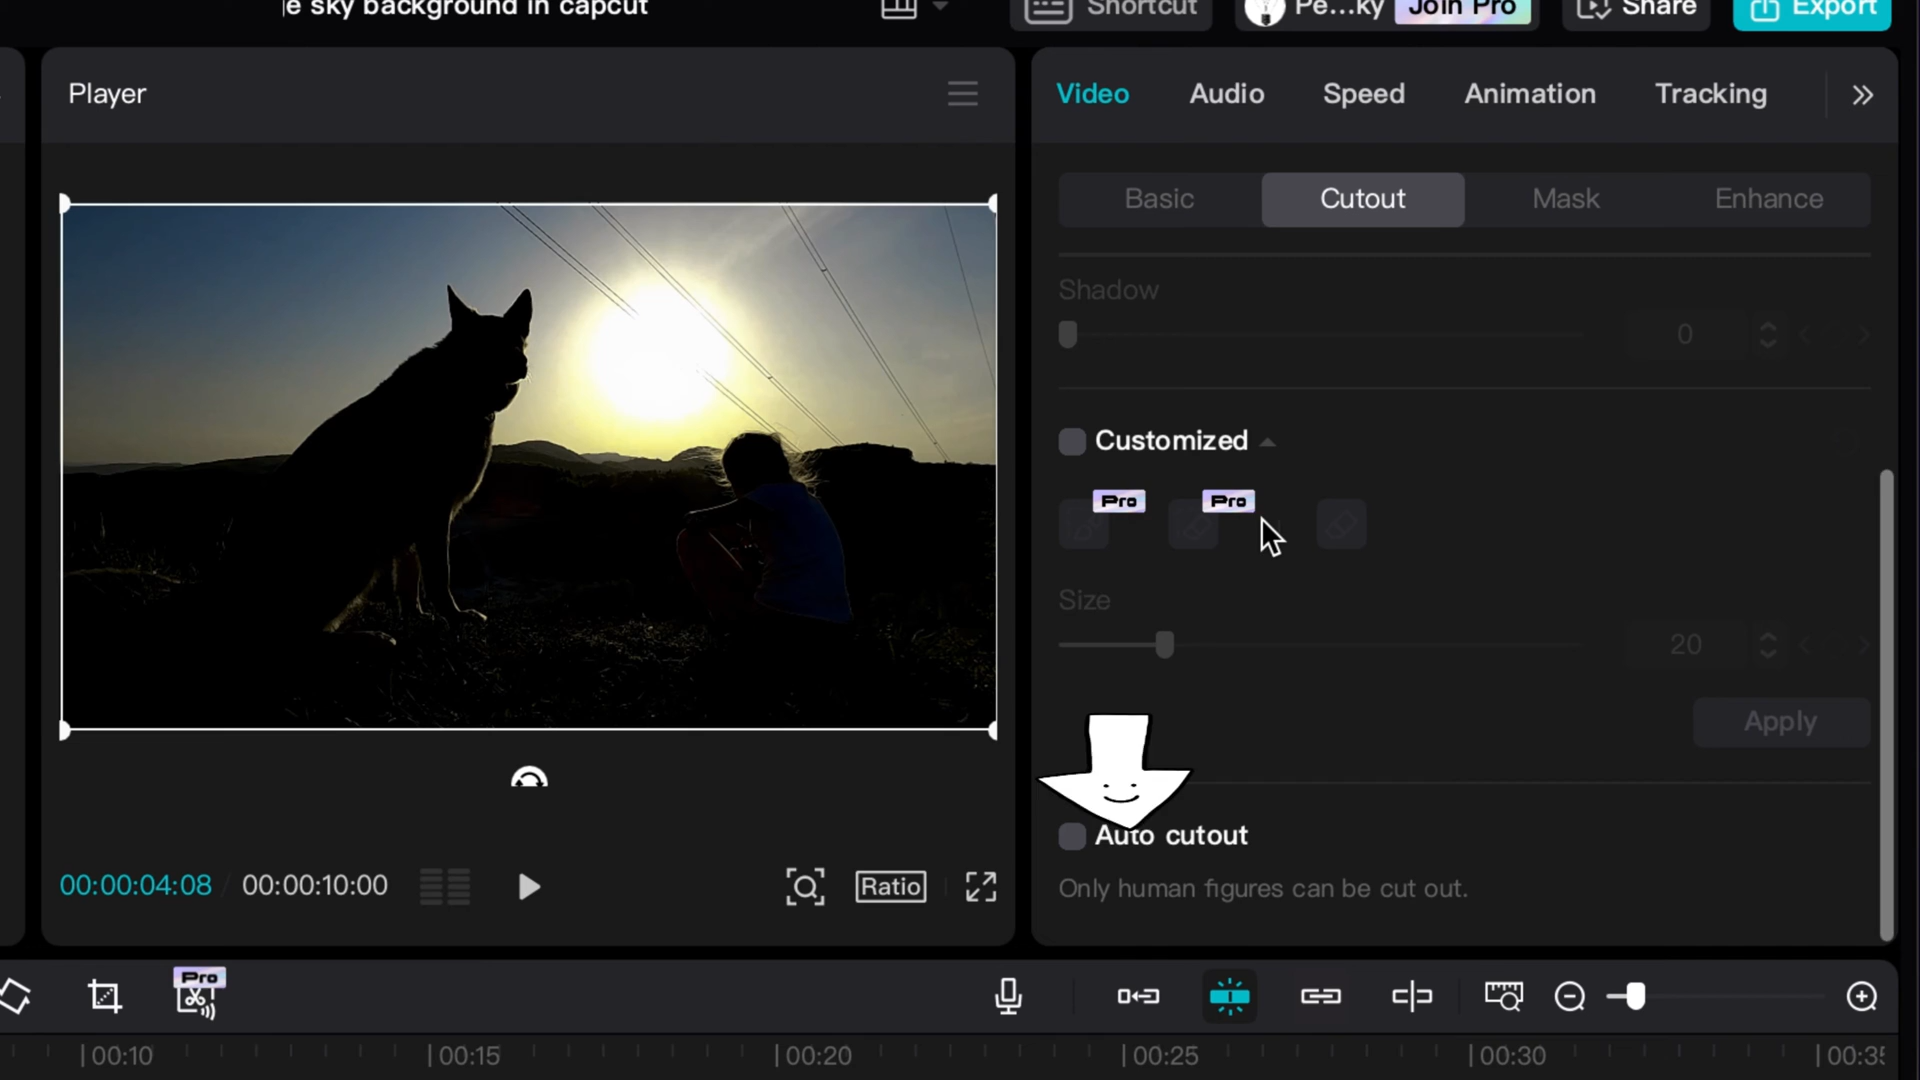 e sky background in capcut
Shortcut
Pe...ky
Join Pro
Share
Export
Player
Video
Audio
Speed
Animation
Tracking
Basic
Cutout
Mask
Enhance
Shadow
0
Customized
Pro
Pro
Size
20
Apply
Auto cutout
Only human figures can be cut out.
00:00:04:08 / 00:00:10:00
Ratio
Pro
00:10
00:15
00:20
00:25
00:30